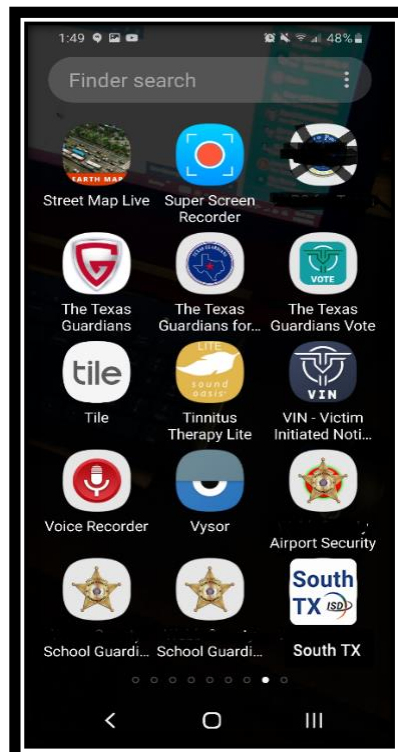 1:49
48%
Finder search
EARTH MAP
Street Map Live
Super Screen
Recorder
VOTE
The Texas
Guardians
The Texas
Guardians for...
The Texas
Guardians Vote
tile
LITE
sound
oasis
VIN
Tile
Tinnitus
Therapy Lite
VIN - Victim
Initiated Noti...
Voice Recorder
Vysor
Airport Security
South
TX ISD
School Guardi...
School Guardi...
South TX